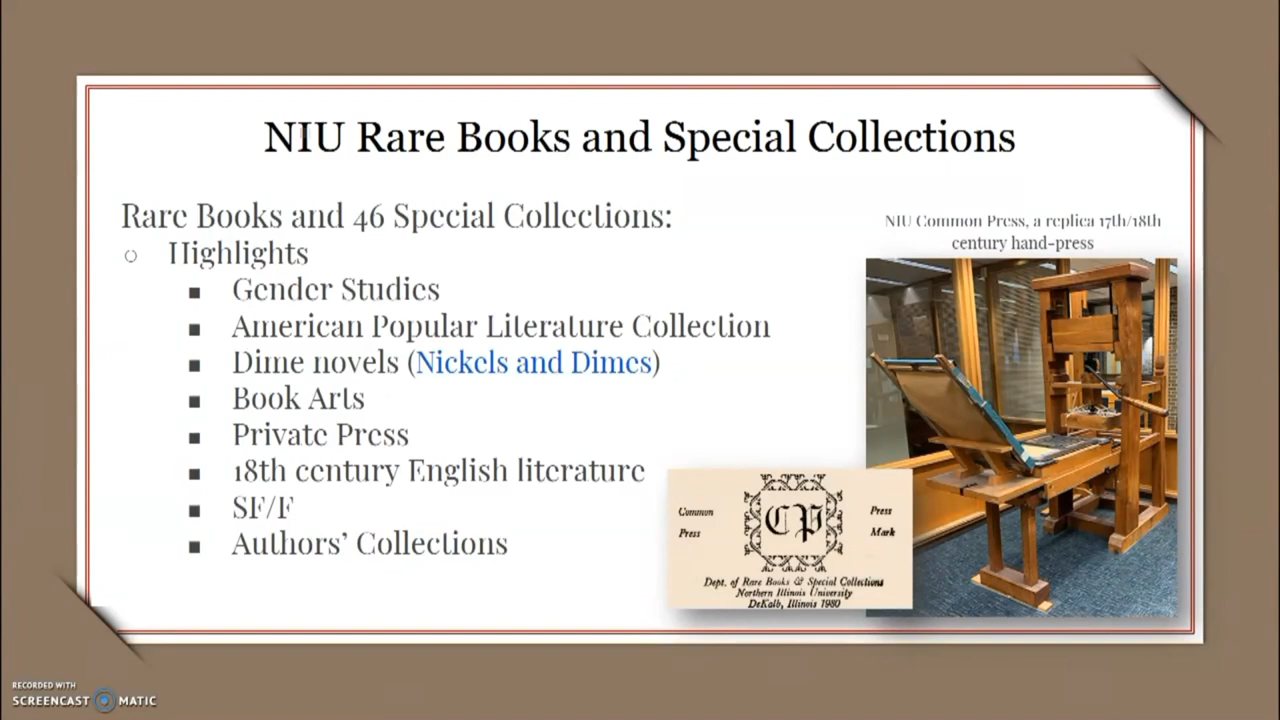 NIU Rare Books and Special Collections
Rare Books and 46 Special Collections:
Highlights
Gender Studies
American Popular Literature Collection
Dime novels (Nickels and Dimes)
Book Arts
Private Press
18th century English literature
SF/F
Authors' Collections
NIU Common Press, a replica 17th/18th
century hand-press
Common Press
CP
Press Mark
Dept. of Rare Books & Special Collections
Northern Illinois University
DeKalb, Illinois 1980
RECORDED WITH
SCREENCAST MATIC